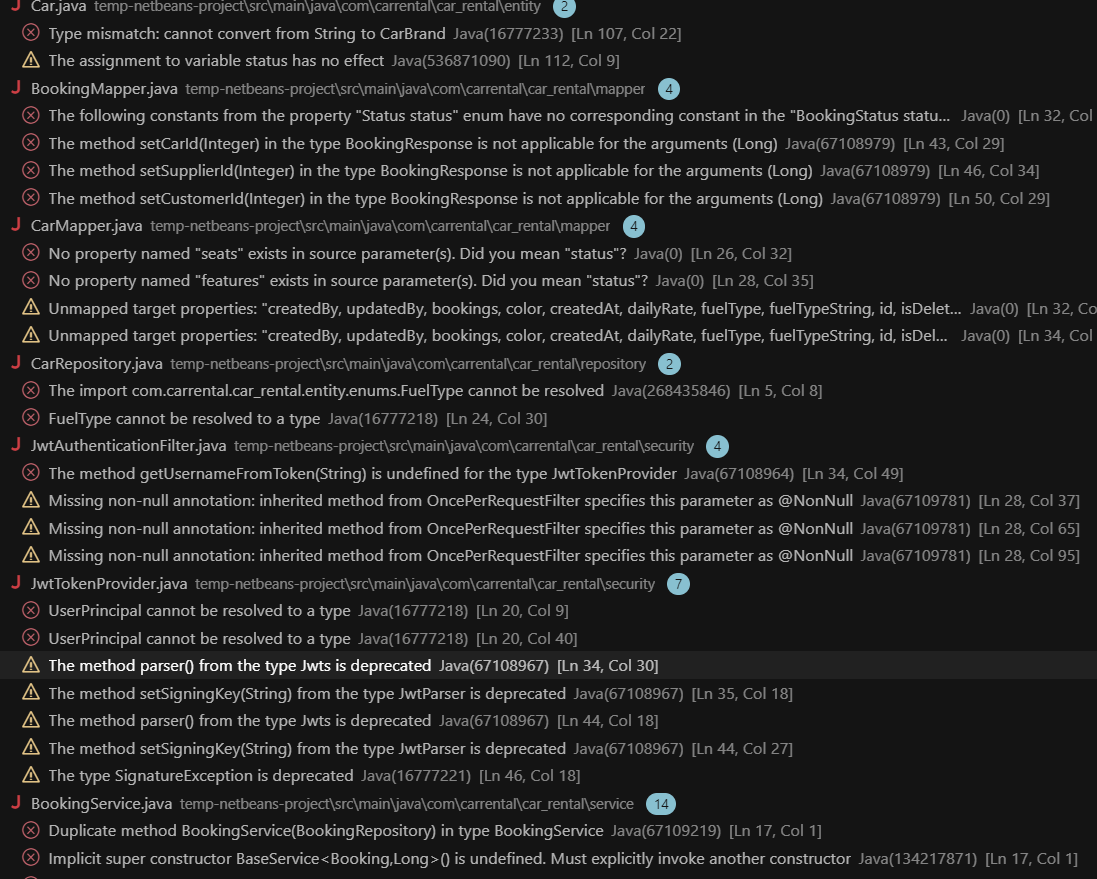 Car.java temp-netbeans-project\src\main\java\com\carrental\car_rental\entity 2
Type mismatch: cannot convert from String to CarBrand Java(16777233) [Ln 107, Col 22]
The assignment to variable status has no effect Java(536871090) [Ln 112, Col 9]
BookingMapper.java temp-netbeans-project\src\main\java\com\carrental\car_rental\mapper 4
The following constants from the property "Status status" enum have no corresponding constant in the "BookingStatus statu... Java(0) [Ln 32, Col
The method setCarId(Integer) in the type BookingResponse is not applicable for the arguments (Long) Java(67108979) [Ln 43, Col 29]
The method setSupplierId(Integer) in the type BookingResponse is not applicable for the arguments (Long) Java(67108979) [Ln 46, Col 34]
The method setCustomerId(Integer) in the type BookingResponse is not applicable for the arguments (Long) Java(67108979) [Ln 50, Col 29]
CarMapper.java temp-netbeans-project\src\main\java\com\carrental\car_rental\mapper 4
No property named "seats" exists in source parameter(s). Did you mean "status"? Java(0) [Ln 26, Col 32]
No property named "features" exists in source parameter(s). Did you mean "status"? Java(0) [Ln 28, Col 35]
Unmapped target properties: "createdBy, updatedBy, bookings, color, createdAt, dailyRate, fuelType, fuelTypeString, id, isDelet... Java(0) [Ln 32, Co
Unmapped target properties: "createdBy, updatedBy, bookings, color, createdAt, dailyRate, fuelType, fuelTypeString, id, isDel... Java(0) [Ln 34, Col
CarRepository.java temp-netbeans-project\src\main\java\com\carrental\car_rental\repository 2
The import com.carrental.car_rental.entity.enums.FuelType cannot be resolved Java(268435846) [Ln 5, Col 8]
FuelType cannot be resolved to a type Java(16777218) [Ln 24, Col 30]
JwtAuthenticationFilter.java temp-netbeans-project\src\main\java\com\carrental\car_rental\security 4
The method getUsernameFromToken(String) is undefined for the type JwtTokenProvider Java(67108964) [Ln 34, Col 49]
Missing non-null annotation: inherited method from OncePerRequestFilter specifies this parameter as @NonNull Java(67109781) [Ln 28, Col 37]
Missing non-null annotation: inherited method from OncePerRequestFilter specifies this parameter as @NonNull Java(67109781) [Ln 28, Col 65]
Missing non-null annotation: inherited method from OncePerRequestFilter specifies this parameter as @NonNull Java(67109781) [Ln 28, Col 95]
JwtTokenProvider.java temp-netbeans-project\src\main\java\com\carrental\car_rental\security 7
UserPrincipal cannot be resolved to a type Java(16777218) [Ln 20, Col 9]
UserPrincipal cannot be resolved to a type Java(16777218) [Ln 20, Col 40]
The method parser() from the type Jwts is deprecated Java(67108967) [Ln 34, Col 30]
The method setSigningKey(String) from the type JwtParser is deprecated Java(67108967) [Ln 35, Col 18]
The method parser() from the type Jwts is deprecated Java(67108967) [Ln 44, Col 18]
The method setSigningKey(String) from the type JwtParser is deprecated Java(67108967) [Ln 44, Col 27]
The type SignatureException is deprecated Java(16777221) [Ln 46, Col 18]
BookingService.java temp-netbeans-project\src\main\java\com\carrental\car_rental\service 14
Duplicate method BookingService(BookingRepository) in type BookingService Java(67109219) [Ln 17, Col 1]
Implicit super constructor BaseService<Booking,Long>() is undefined. Must explicitly invoke another constructor Java(134217871) [Ln 17, Col 1]